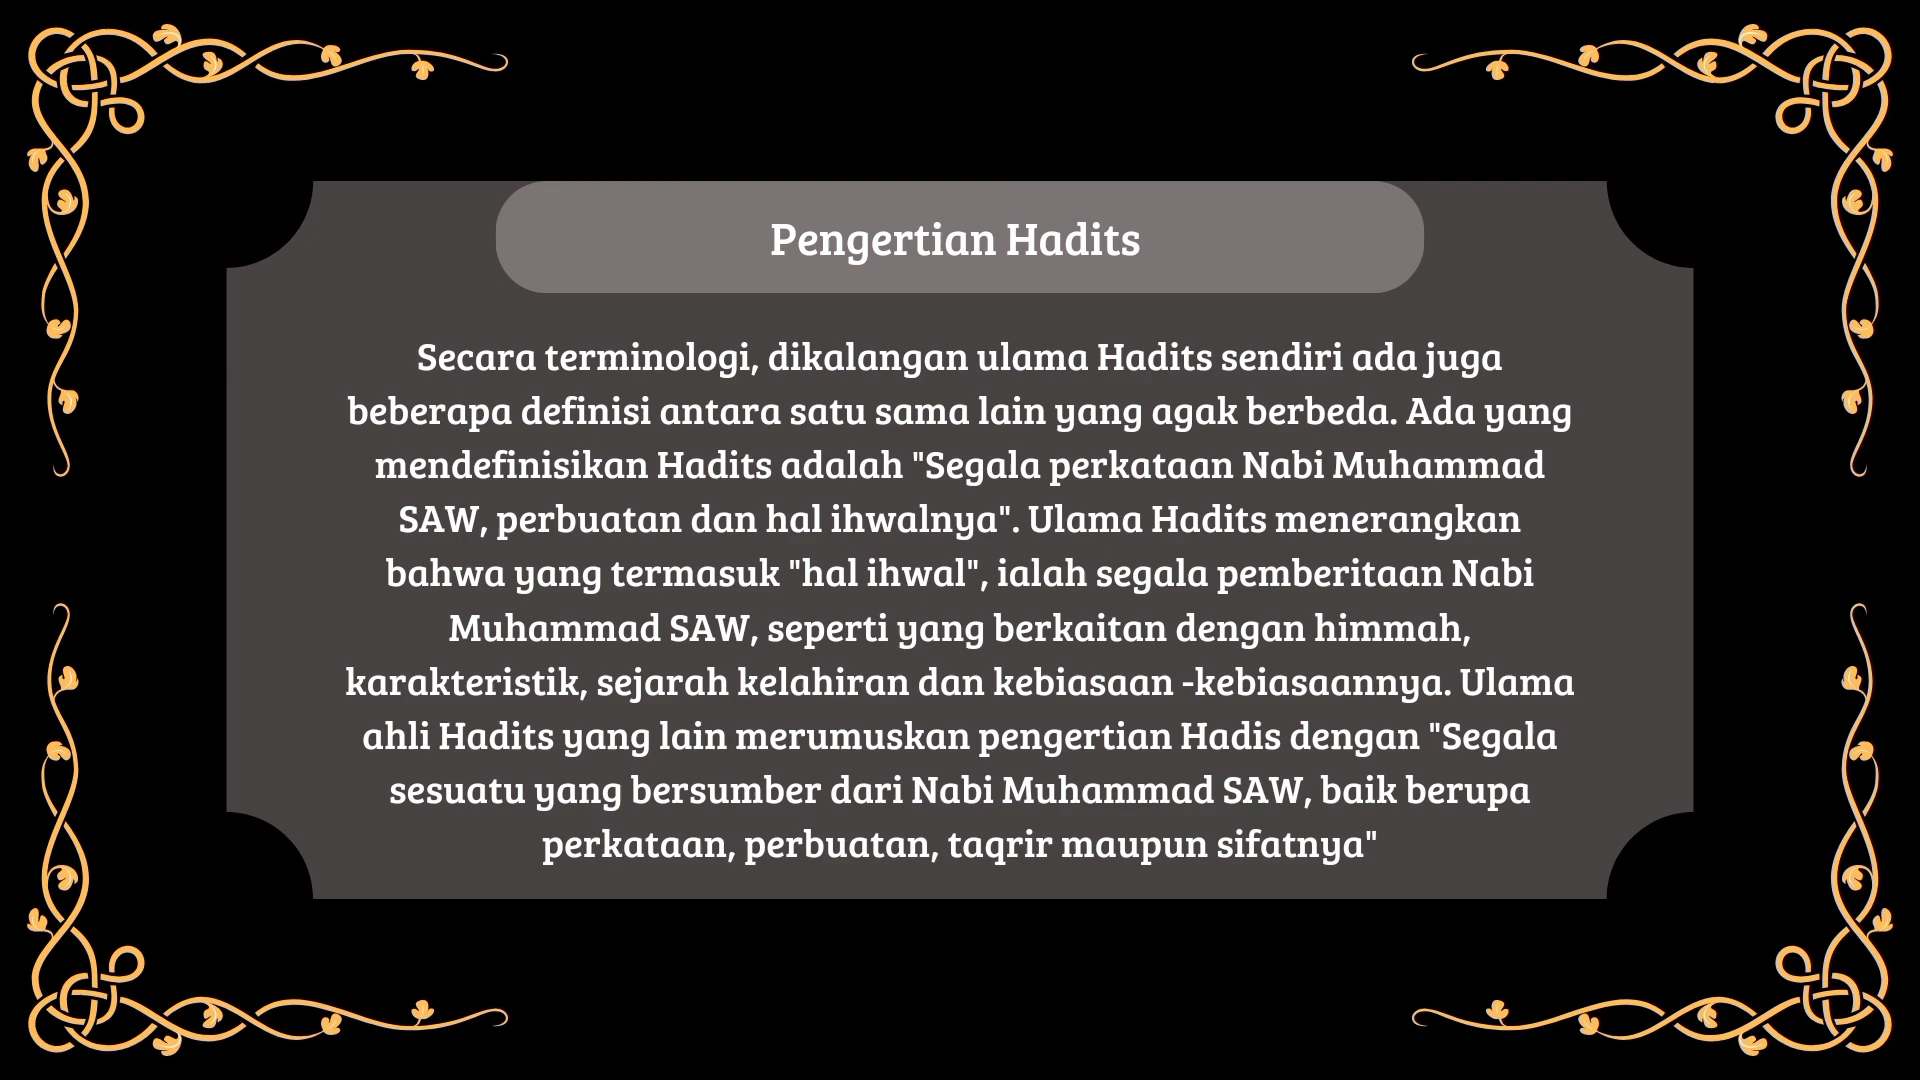 Pengertian Hadits
Secara terminologi, dikalangan ulama Hadits sendiri ada juga
beberapa definisi antara satu sama lain yang agak berbeda. Ada yang
mendefinisikan Hadits adalah "Segala perkataan Nabi Muhammad
SAW, perbuatan dan hal ihwalnya". Ulama Hadits menerangkan
bahwa yang termasuk "hal ihwal", ialah segala pemberitaan Nabi
Muhammad SAW, seperti yang berkaitan dengan himmah,
karakteristik, sejarah kelahiran dan kebiasaan -kebiasaannya. Ulama
ahli Hadits yang lain merumuskan pengertian Hadis dengan "Segala
sesuatu yang bersumber dari Nabi Muhammad SAW, baik berupa
perkataan, perbuatan, taqrir maupun sifatnya"